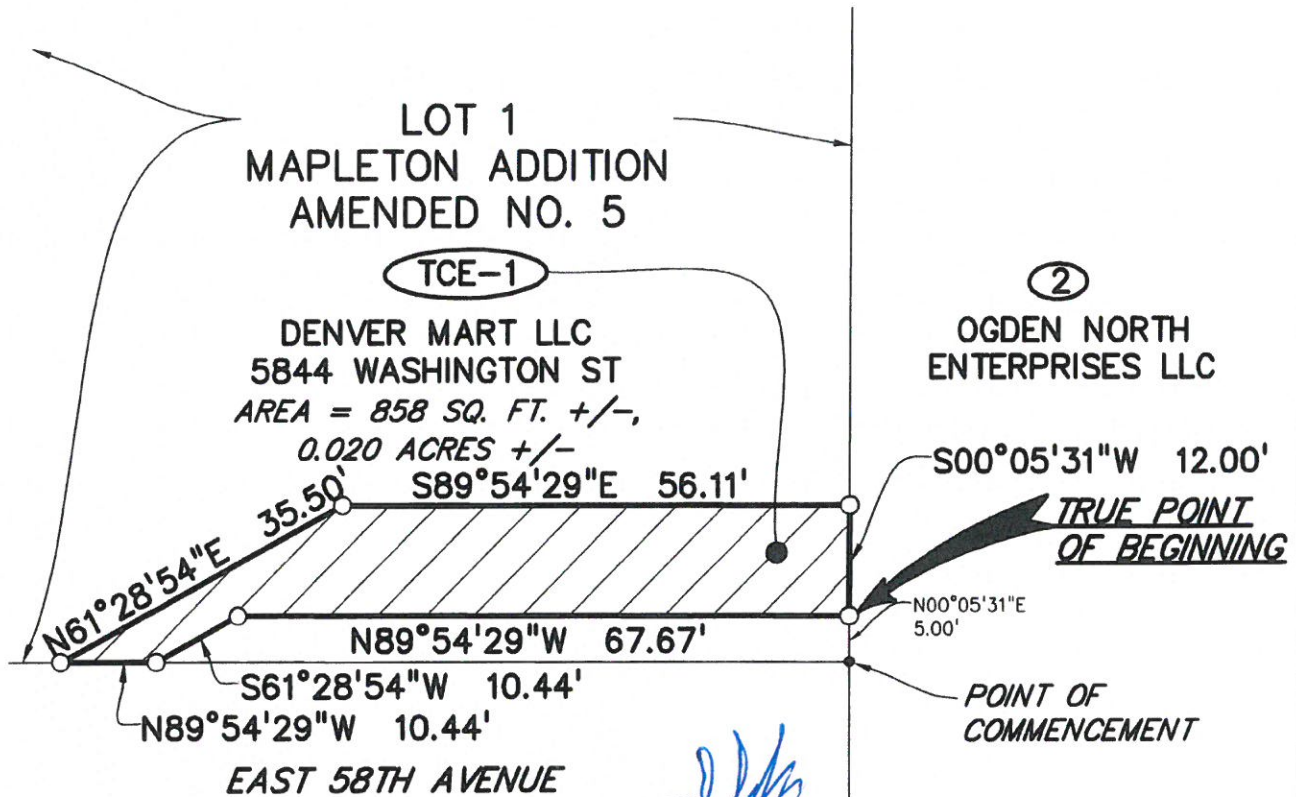 LOT 1
MAPLETON ADDITION
AMENDED NO. 5
TCE-1
DENVER MART LLC
5844 WASHINGTON ST
AREA = 858 SQ. FT. +/-,
0.020 ACRES +/-
2
OGDEN NORTH
ENTERPRISES LLC
S89°54'29"E 56.11'
N61°28'54"E 35.50'
S00°05'31"W 12.00'
TRUE POINT
OF BEGINNING
N00°05'31"E
5.00'
N89°54'29"W 67.67'
S61°28'54"W 10.44'
N89°54'29"W 10.44'
POINT OF
COMMENCEMENT
EAST 58TH AVENUE